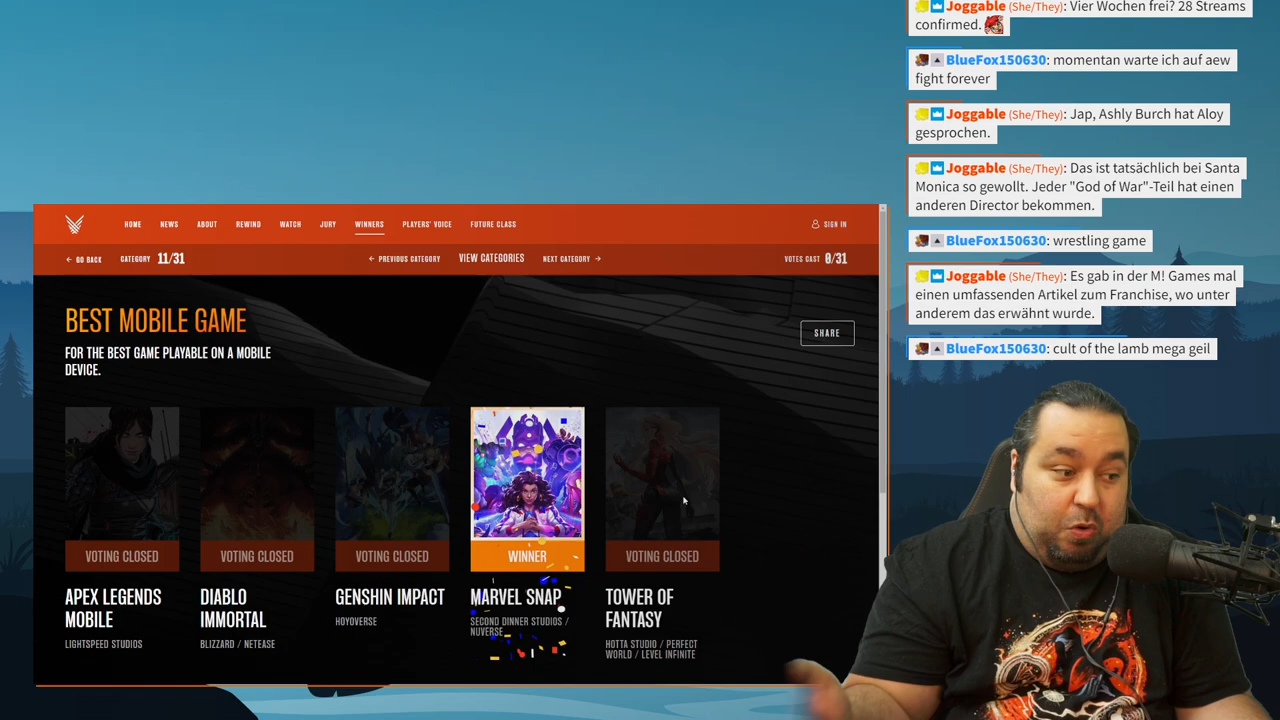 HOME NEWS ABOUT REWIND WATCH JURY WINNERS PLAYERS' VOICE FUTURE CLASS SIGN IN
← GO BACK CATEGORY 11/31 ← PREVIOUS CATEGORY VIEW CATEGORIES NEXT CATEGORY → VOTES CAST 0/31
BEST MOBILE GAME
FOR THE BEST GAME PLAYABLE ON A MOBILE
DEVICE.
SHARE
VOTING CLOSED VOTING CLOSED VOTING CLOSED WINNER VOTING CLOSED
APEX LEGENDS
MOBILE
LIGHTSPEED STUDIOS
DIABLO
IMMORTAL
BLIZZARD / NETEASE
GENSHIN IMPACT
HOYOVERSE
MARVEL SNAP
SECOND DINNER STUDIOS /
NUVERSE
TOWER OF
FANTASY
HOTTA STUDIO / PERFECT
WORLD / LEVEL INFINITE
Joggable (She/They): Vier Wochen frei? 28 Streams
confirmed.
BlueFox150630: momentan warte ich auf aew
fight forever
Joggable (She/They): Jap, Ashly Burch hat Aloy
gesprochen.
Joggable (She/They): Das ist tatsächlich bei Santa
Monica so gewollt. Jeder "God of War"-Teil hat einen
anderen Director bekommen.
BlueFox150630: wrestling game
Joggable (She/They): Es gab in der M! Games mal
einen umfassenden Artikel zum Franchise, wo unter
anderem das erwähnt wurde.
BlueFox150630: cult of the lamb mega geil